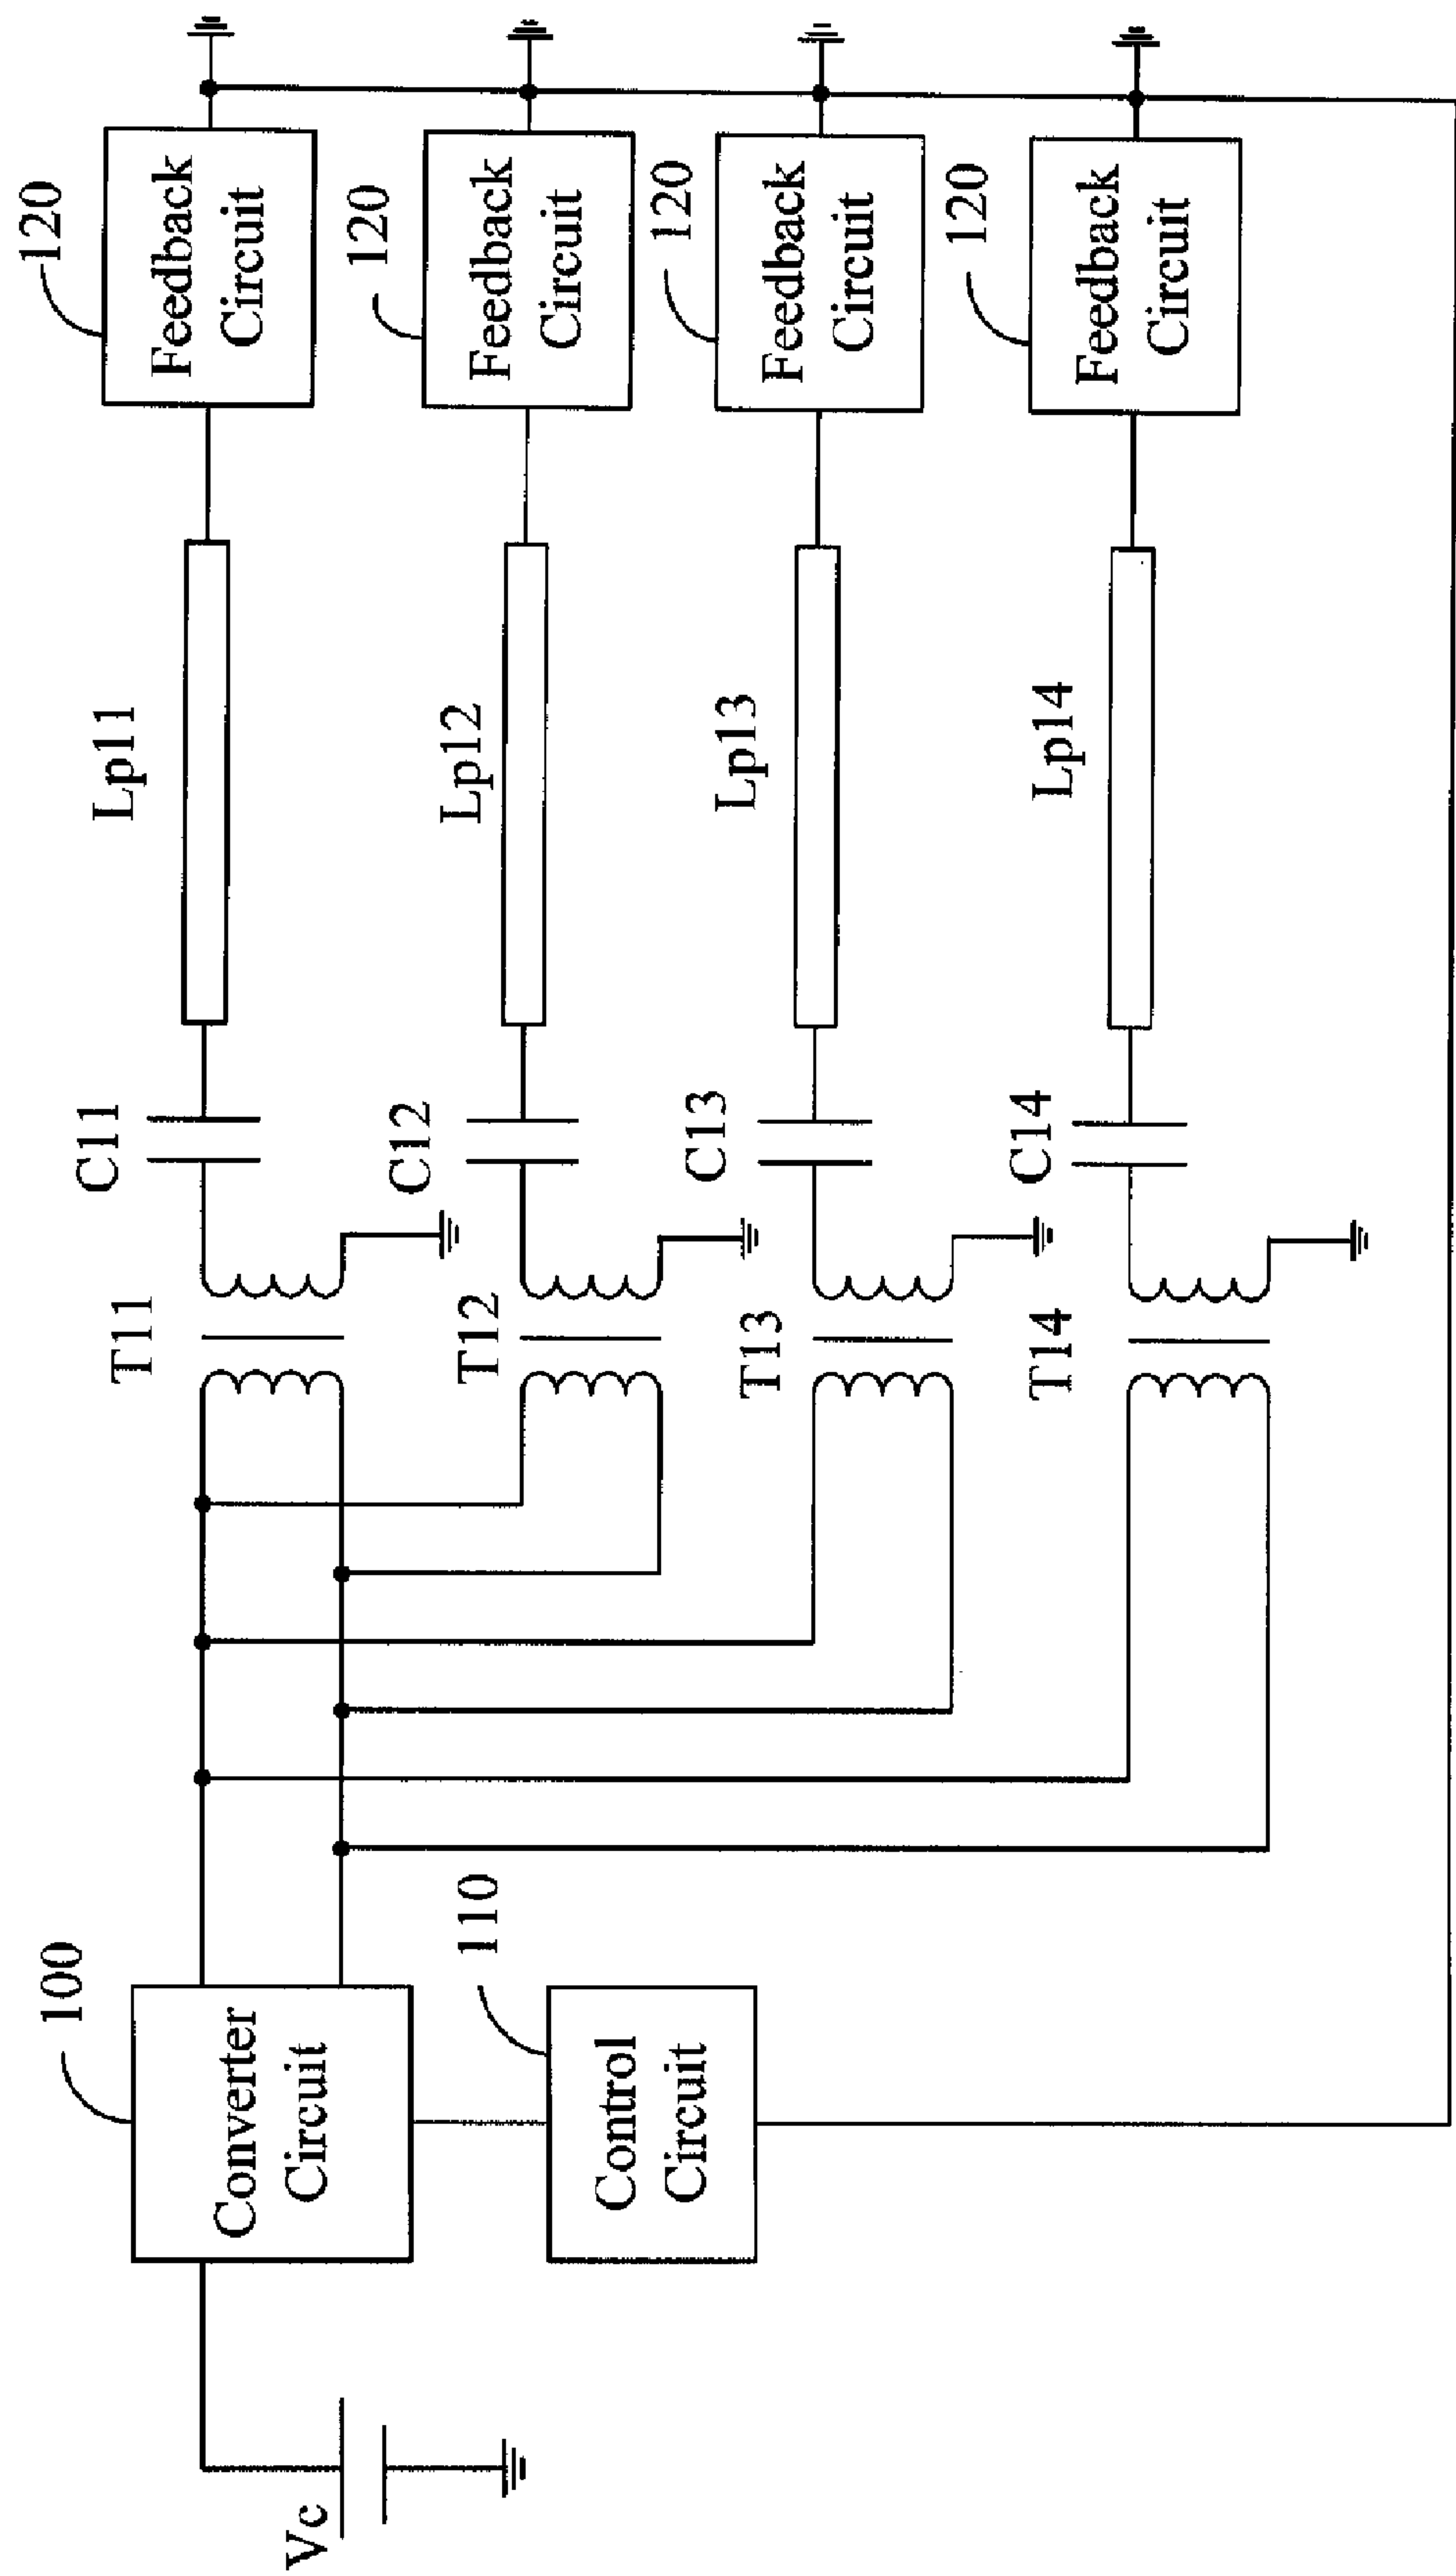 Vc
100
Converter
Circuit
110
Control
Circuit
T11
C11
Lp11
120
Feedback
Circuit
T12
C12
Lp12
120
Feedback
Circuit
T13
C13
Lp13
120
Feedback
Circuit
T14
C14
Lp14
120
Feedback
Circuit